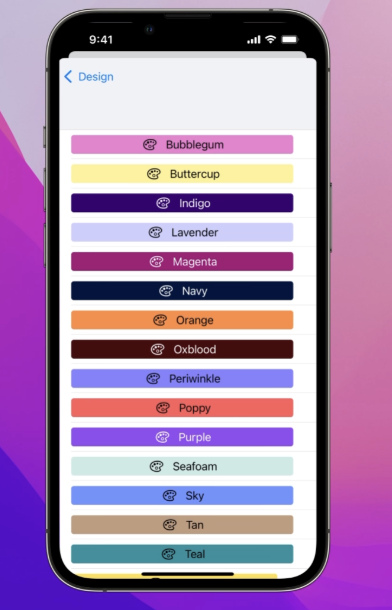 9:41
Design
Bubblegum
Buttercup
Indigo
Lavender
Magenta
Navy
Orange
Oxblood
Periwinkle
Poppy
Purple
Seafoam
Sky
Tan
Teal